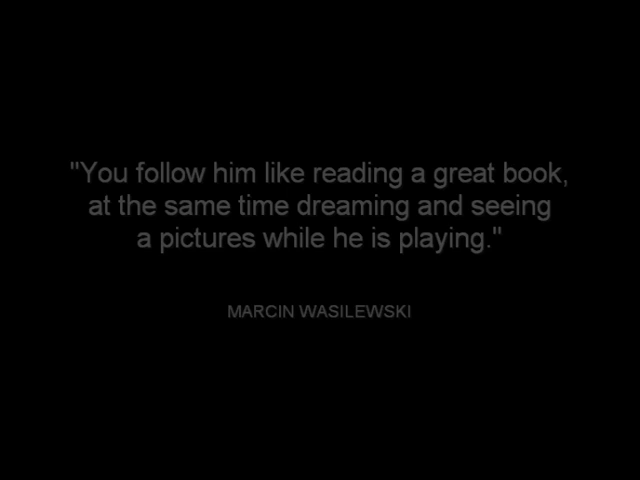 "You follow him like reading a great book,
at the same time dreaming and seeing
a pictures while he is playing."
MARCIN WASILEWSKI